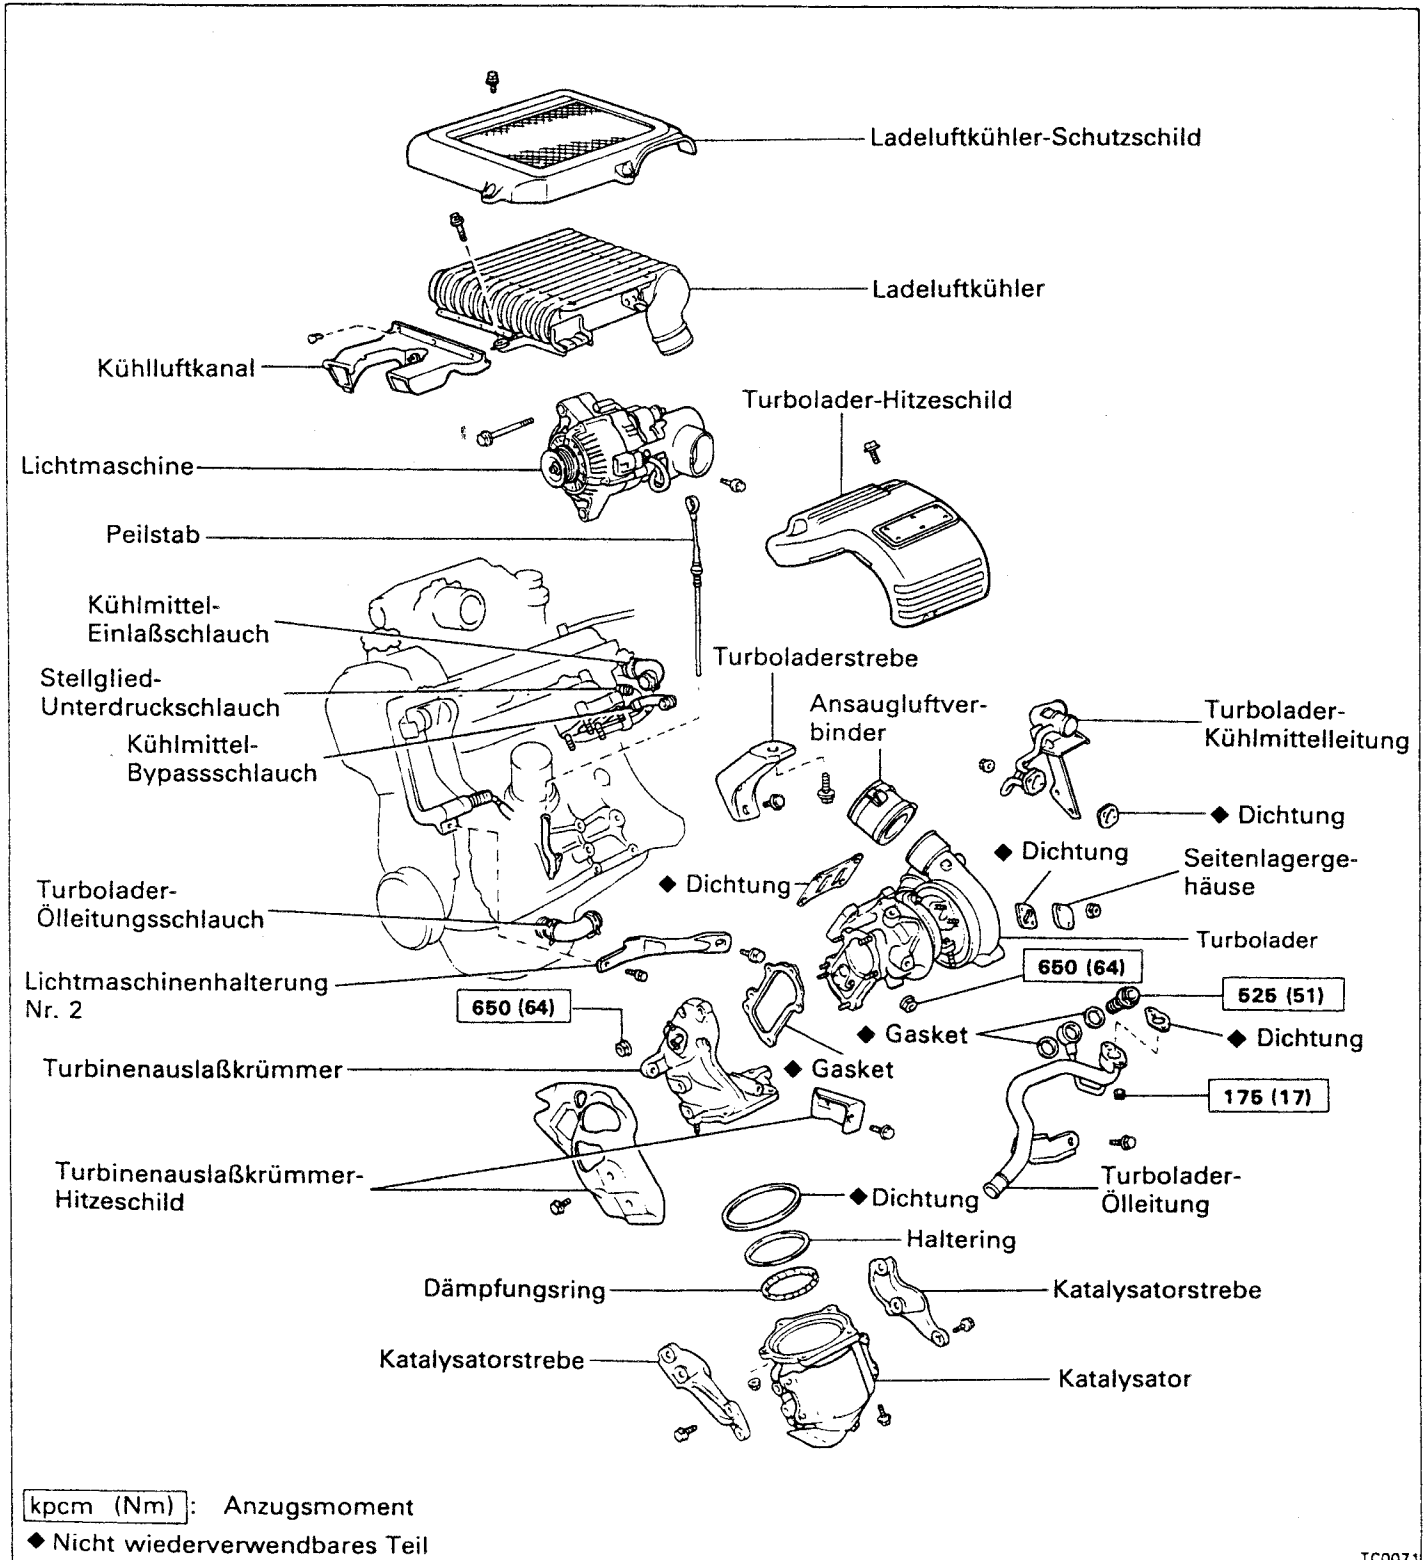 Ladeluftkühler-Schutzschild
Ladeluftkühler
Kühlluftkanal
Turbolader-Hitzeschild
Lichtmaschine
Peilstab
Kühlmittel-
Einlaßschlauch
Turboladerstrebe
Stellglied-
Unterdruckschlauch
Ansaugluftver-
binder
Turbolader-
Kühlmittelleitung
Kühlmittel-
Bypassschlauch
◆ Dichtung
◆ Dichtung
Seitenlagerge-
häuse
◆ Dichtung
Turbolader-
Ölleitungsschlauch
Turbolader
650 (64)
Lichtmaschinenhalterung
Nr. 2
650 (64)
525 (51)
◆ Gasket
◆ Dichtung
Turbinenauslaßkrümmer
◆ Gasket
175 (17)
Turbinenauslaßkrümmer-
Hitzeschild
Turbolader-
Ölleitung
◆ Dichtung
Haltering
Dämpfungsring
Katalysatorstrebe
Katalysatorstrebe
Katalysator
kpcm (Nm) : Anzugsmoment
◆ Nicht wiederverwendbares Teil
TC0071